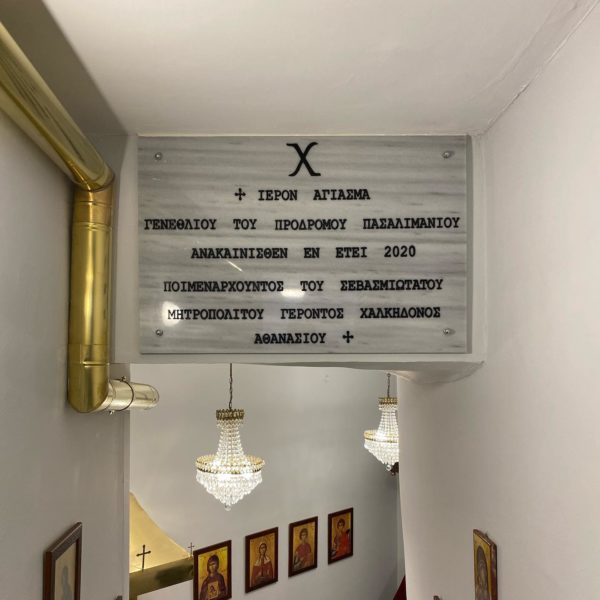 Χ
✢ ΙΕΡΟΝ ΑΓΙΑΣΜΑ
ΓΕΝΕΘΛΙΟΥ ΤΟΥ ΠΡΟΔΡΟΜΟΥ ΠΑΣΑΛΙΜΑΝΙΟΥ
ΑΝΑΚΑΙΝΙΣΘΕΝ ΕΝ ΕΤΕΙ 2020
ΠΟΙΜΕΝΑΡΧΟΥΝΤΟΣ ΤΟΥ ΣΕΒΑΣΜΙΩΤΑΤΟΥ
ΜΗΤΡΟΠΟΛΙΤΟΥ ΓΕΡΟΝΤΟΣ ΧΑΛΚΗΔΟΝΟΣ
ΑΘΑΝΑΣΙΟΥ ✢